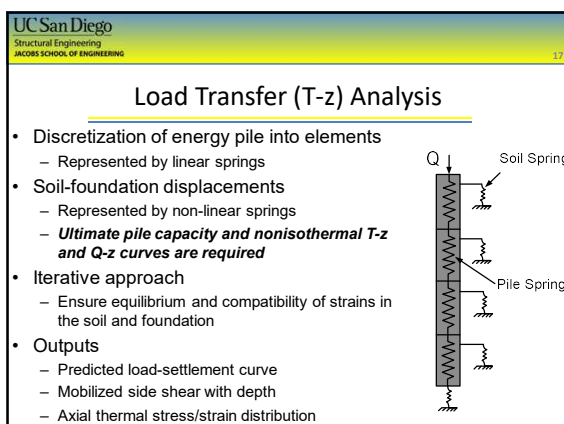 UC San Diego
Structural Engineering
JACOBS SCHOOL OF ENGINEERING
17
Load Transfer (T-z) Analysis
• Discretization of energy pile into elements
– Represented by linear springs
• Soil-foundation displacements
– Represented by non-linear springs
– Ultimate pile capacity and nonisothermal T-z
and Q-z curves are required
• Iterative approach
– Ensure equilibrium and compatibility of strains in
the soil and foundation
• Outputs
– Predicted load-settlement curve
– Mobilized side shear with depth
– Axial thermal stress/strain distribution
Q
Soil Spring
Pile Spring